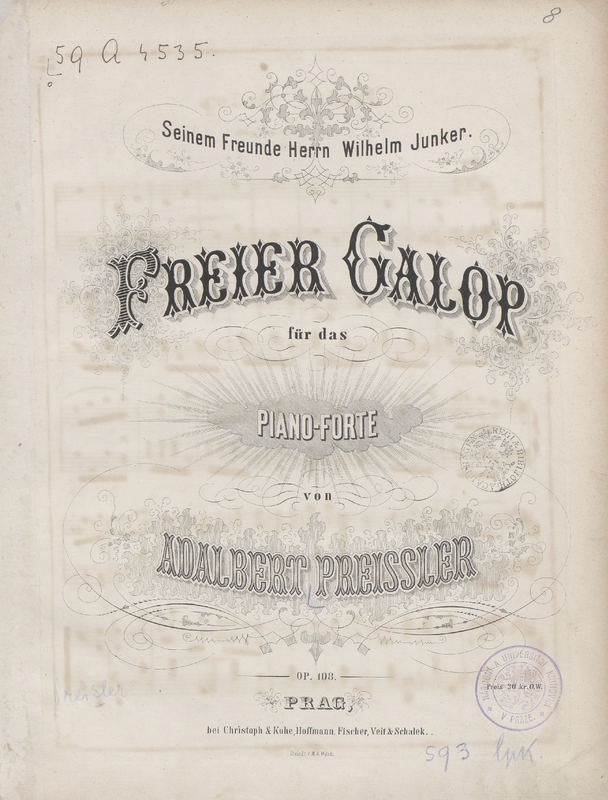 8
59 A 4535.
Seinem Freunde Herrn Wilhelm Junker.
FREIER GALOP
für das
PIANO-FORTE
von
ADALBERT PREISSLER
OP. 108.
PRAG,
Preis 36 kr. Ö.W.
bei Christoph & Kuhe, Hoffmann, Fischer, Veit & Schalek.
593